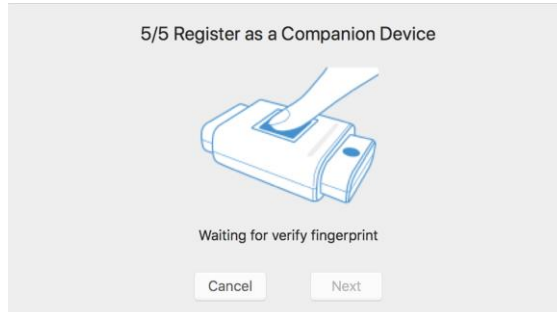 5/5 Register as a Companion Device
Waiting for verify fingerprint
Cancel
Next